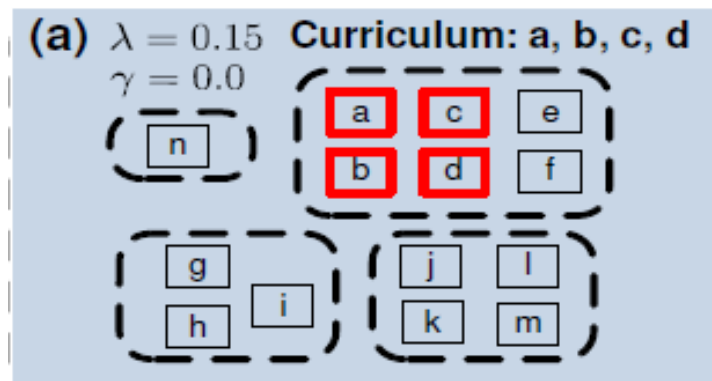 (a) λ = 0.15 Curriculum: a, b, c, d
γ = 0.0
a c e
n
b d f
g j l
i
h k m